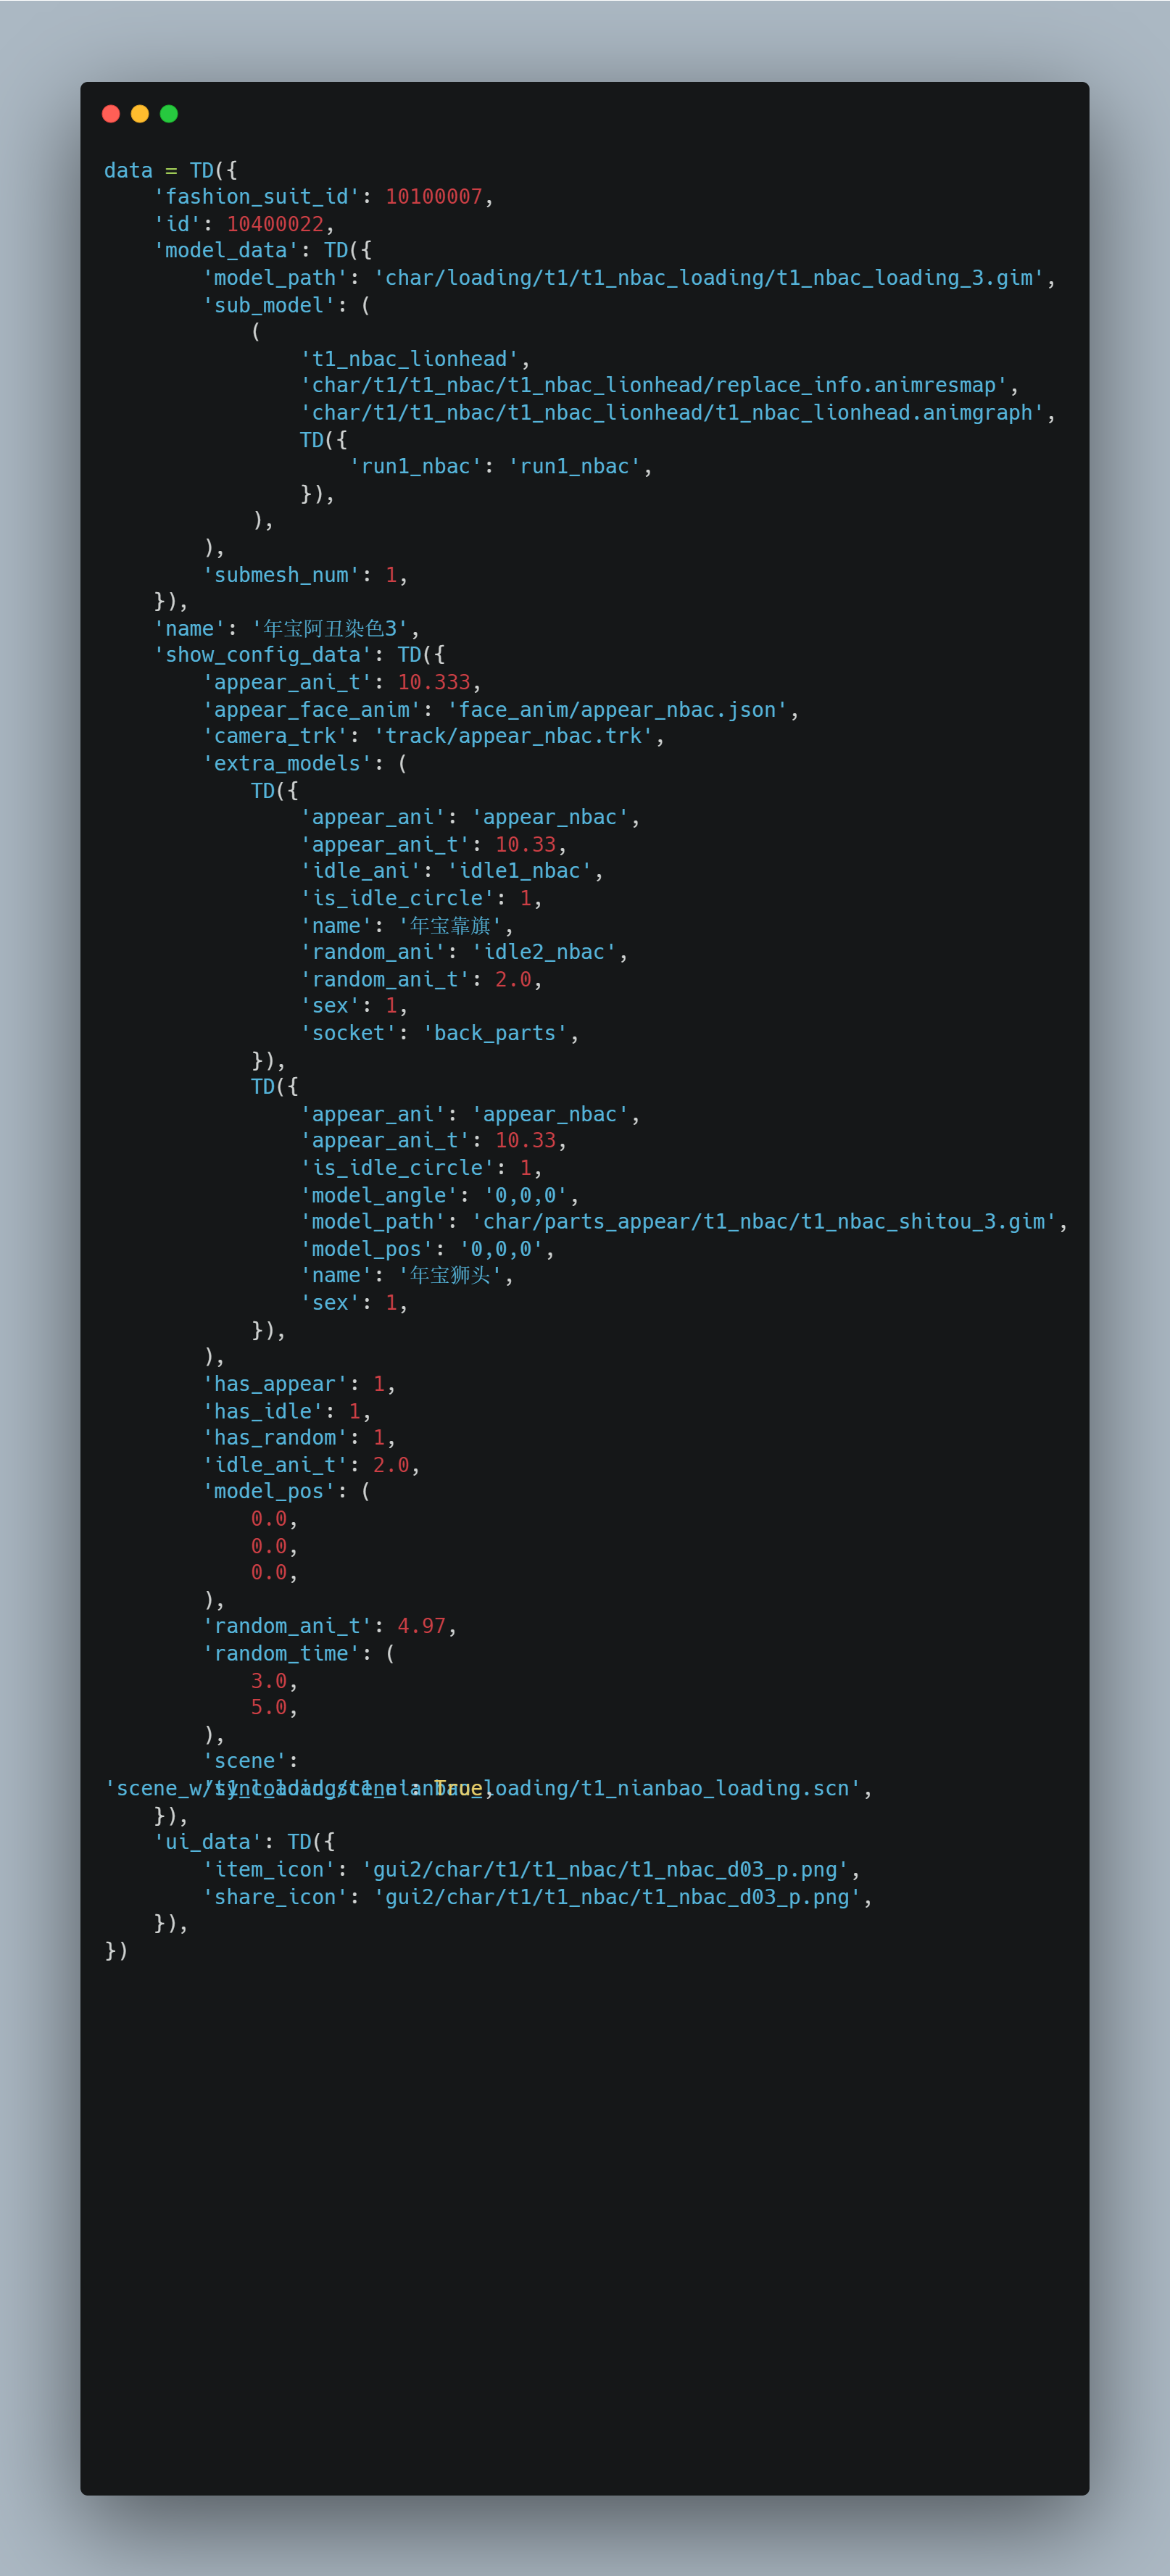 data = TD({
'fashion_suit_id': 10100007,
'id': 10400022,
'model_data': TD({
'model_path': 'char/loading/t1/t1_nbac_loading/t1_nbac_loading_3.gim',
'sub_model': (
(
't1_nbac_lionhead',
'char/t1/t1_nbac/t1_nbac_lionhead/replace_info.animresmap',
'char/t1/t1_nbac/t1_nbac_lionhead/t1_nbac_lionhead.animgraph',
TD({
'run1_nbac': 'run1_nbac',
}),
),
),
'submesh_num': 1,
}),
'name': '年宝阿丑染色3',
'show_config_data': TD({
'appear_ani_t': 10.333,
'appear_face_anim': 'face_anim/appear_nbac.json',
'camera_trk': 'track/appear_nbac.trk',
'extra_models': (
TD({
'appear_ani': 'appear_nbac',
'appear_ani_t': 10.33,
'idle_ani': 'idle1_nbac',
'is_idle_circle': 1,
'name': '年宝靠旗',
'random_ani': 'idle2_nbac',
'random_ani_t': 2.0,
'sex': 1,
'socket': 'back_parts',
}),
TD({
'appear_ani': 'appear_nbac',
'appear_ani_t': 10.33,
'is_idle_circle': 1,
'model_angle': '0,0,0',
'model_path': 'char/parts_appear/t1_nbac/t1_nbac_shitou_3.gim',
'model_pos': '0,0,0',
'name': '年宝狮头',
'sex': 1,
}),
),
'has_appear': 1,
'has_idle': 1,
'has_random': 1,
'idle_ani_t': 2.0,
'model_pos': (
0.0,
0.0,
0.0,
),
'random_ani_t': 4.97,
'random_time': (
3.0,
5.0,
),
'scene':
'scene_w/t1_loading/t1_nianbao_loading/t1_nianbao_loading.scn',
'sync_load_scene': True,
}),
'ui_data': TD({
'item_icon': 'gui2/char/t1/t1_nbac/t1_nbac_d03_p.png',
'share_icon': 'gui2/char/t1/t1_nbac/t1_nbac_d03_p.png',
}),
})